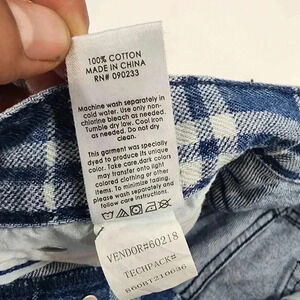 100% COTTON
MADE IN CHINA
RN# 090233
Machine wash separately in
cold water. Use only non-
chlorine bleach as needed.
Tumble dry low. Cool iron
as needed. Do not dry
clean.
This garment was specially
dyed to produce its unique
color. Take care,dark colors
may transfer onto light
colored clothing or other
items. To minimize fading,
please wash separately and
follow care instructions.
VENDOR#60218
TECHPACK#